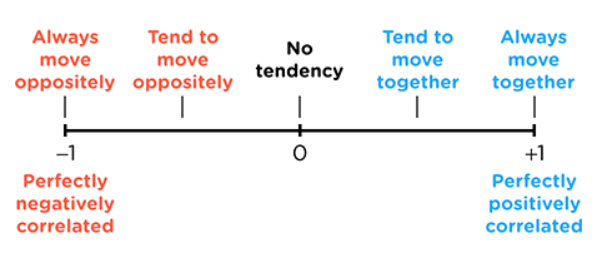 Always
move
oppositely
Tend to
move
oppositely
No
tendency
Tend to
move
together
Always
move
together
–1
0
+1
Perfectly
negatively
correlated
Perfectly
positively
correlated